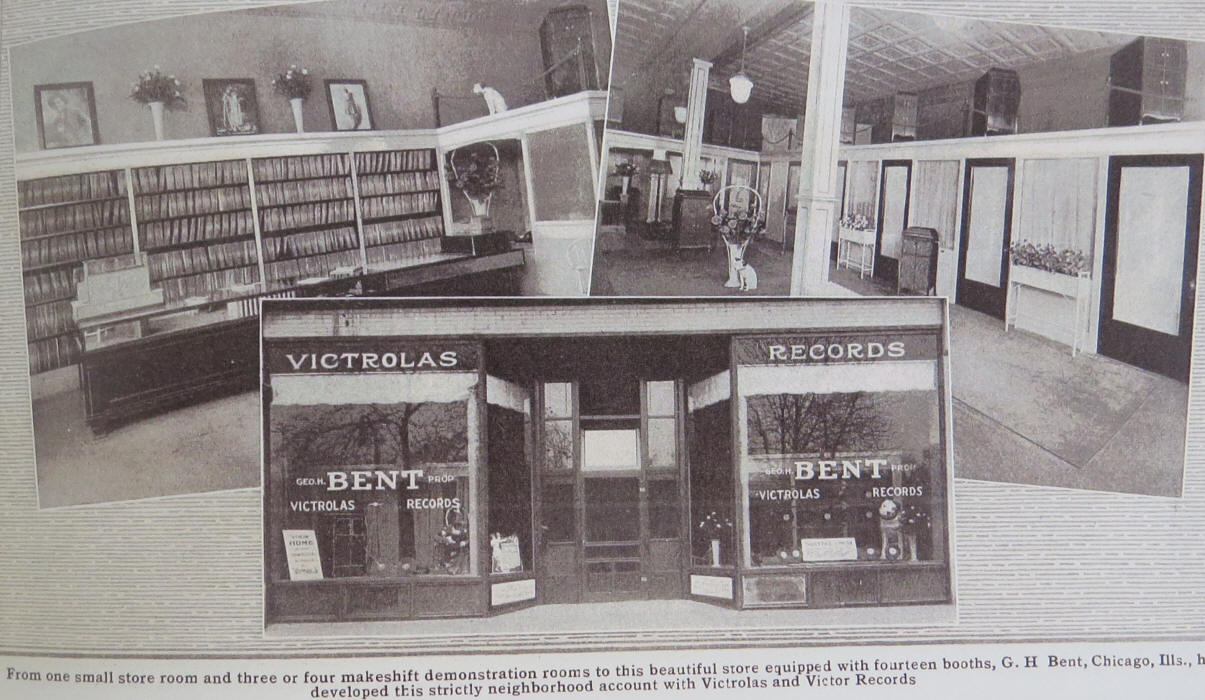 VICTROLAS
RECORDS
GEO.H. BENT PROP
VICTROLAS RECORDS
GEO.H. BENT PROP
VICTROLAS RECORDS
HOME
From one small store room and three or four makeshift demonstration rooms to this beautiful store equipped with fourteen booths, G. H Bent, Chicago, Ills., h
developed this strictly neighborhood account with Victrolas and Victor Records